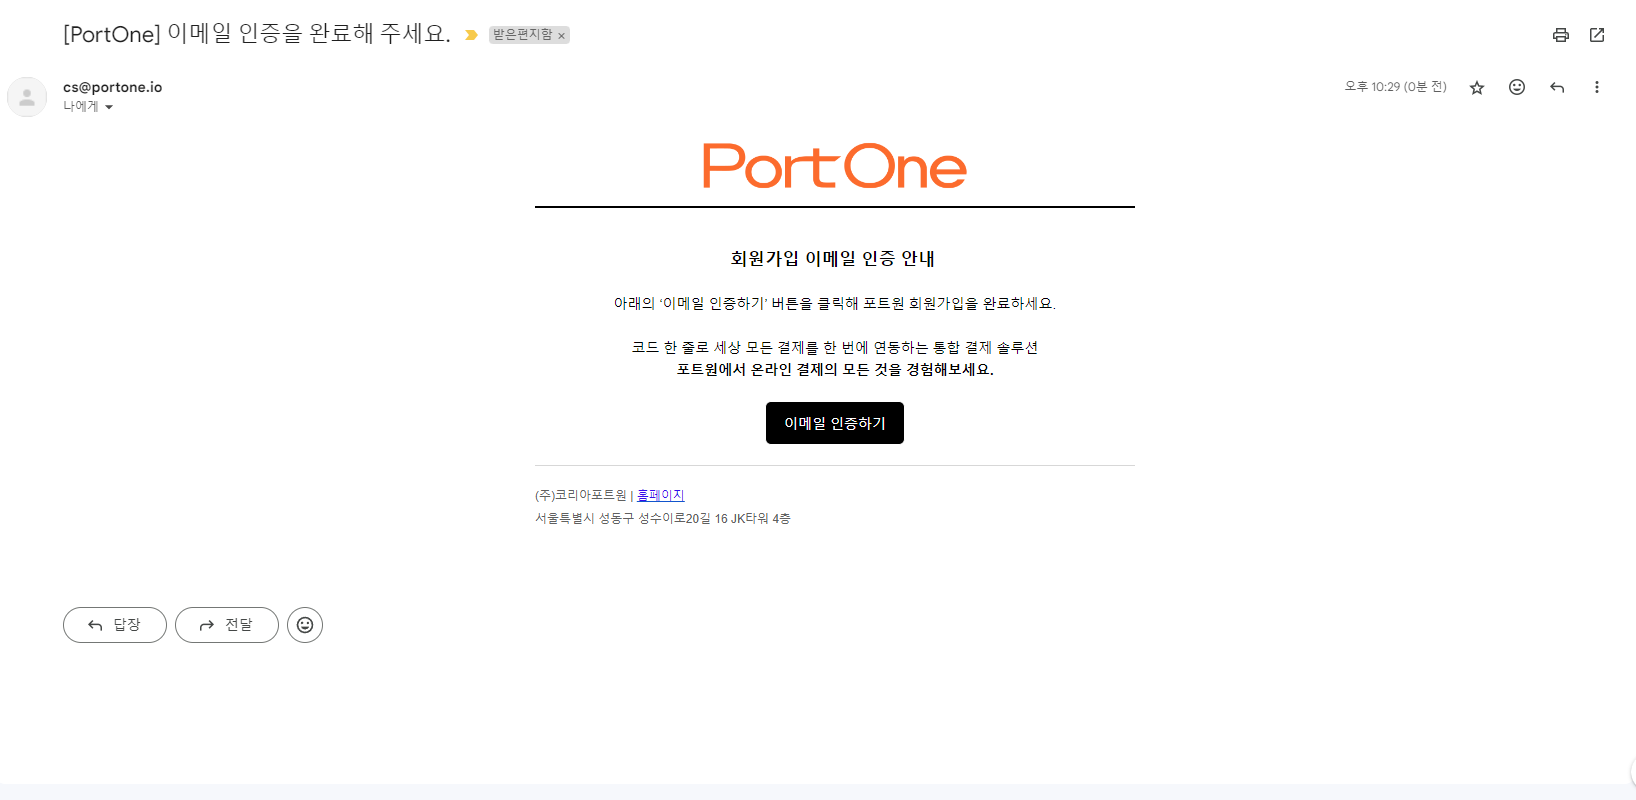 [PortOne] 이메일 인증을 완료해 주세요. 받은편지함 ×
cs@portone.io
오후 10:29 (0분 전)
나에게
PortOne
회원가입 이메일 인증 안내
아래의 ‘이메일 인증하기’ 버튼을 클릭해 포트원 회원가입을 완료하세요.
코드 한 줄로 세상 모든 결제를 한 번에 연동하는 통합 결제 솔루션
포트원에서 온라인 결제의 모든 것을 경험해보세요.
이메일 인증하기
(주)코리아포트원 | 홈페이지
서울특별시 성동구 성수이로20길 16 JK타워 4층
답장
전달